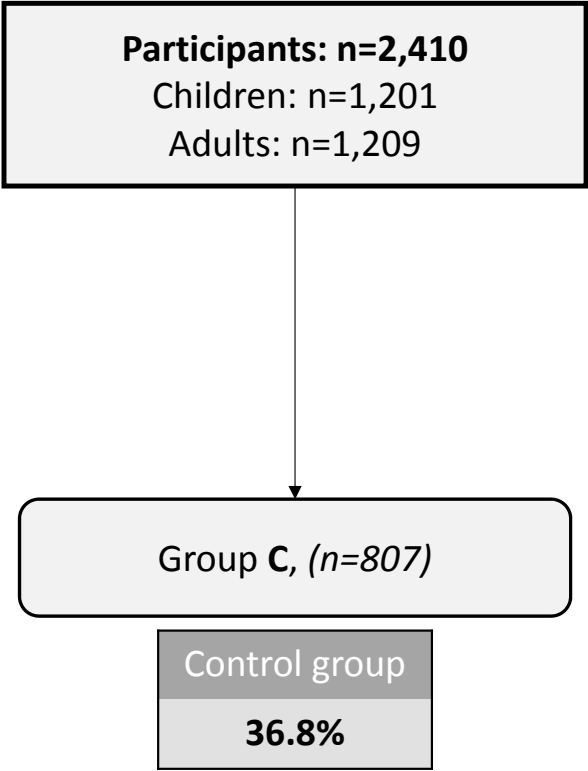 Participants: n=2,410
Children: n=1,201
Adults: n=1,209
Group C, (n=807)
Control group
36.8%